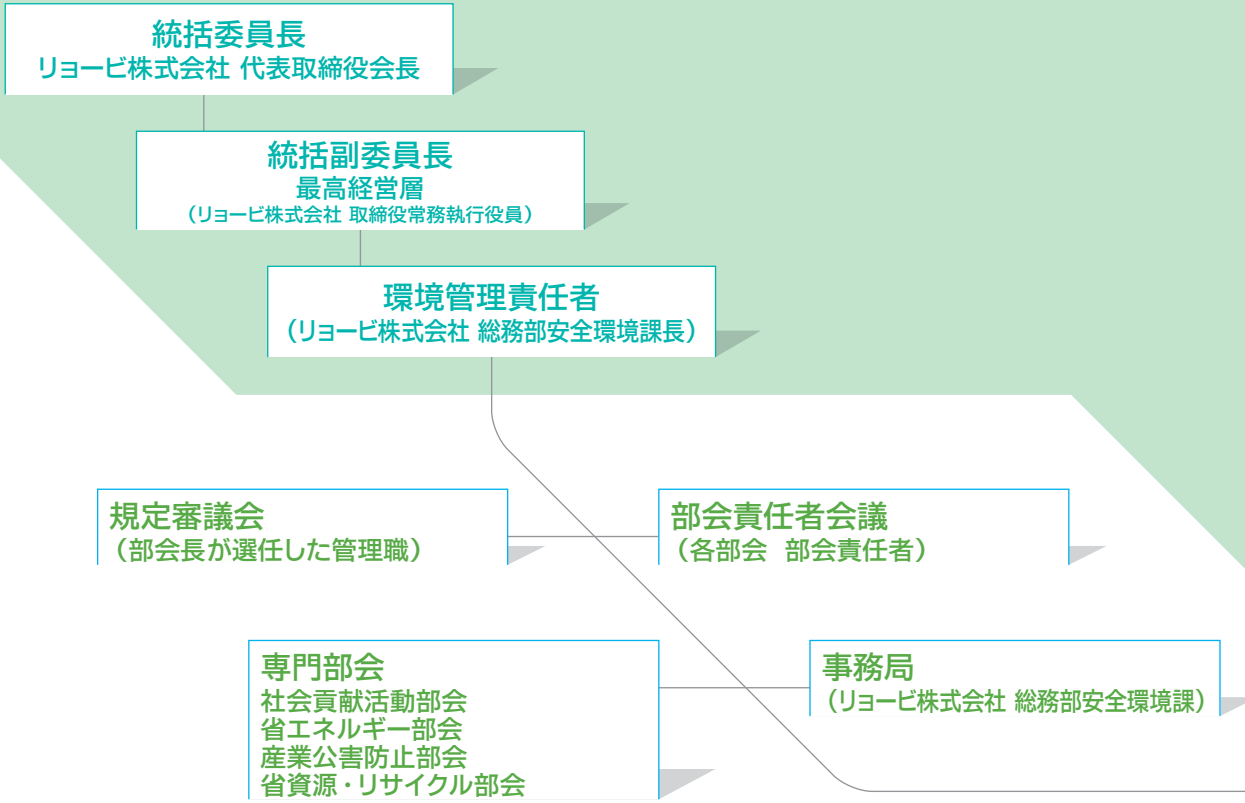 統括委員長
リョービ株式会社 代表取締役会長
統括副委員長
最高経営層
（リョービ株式会社 取締役常務執行役員）
環境管理責任者
（リョービ株式会社 総務部安全環境課長）
規定審議会
（部会長が選任した管理職）
部会責任者会議
（各部会 部会責任者）
専門部会
社会貢献活動部会
省エネルギー部会
産業公害防止部会
省資源・リサイクル部会
事務局
（リョービ株式会社 総務部安全環境課）